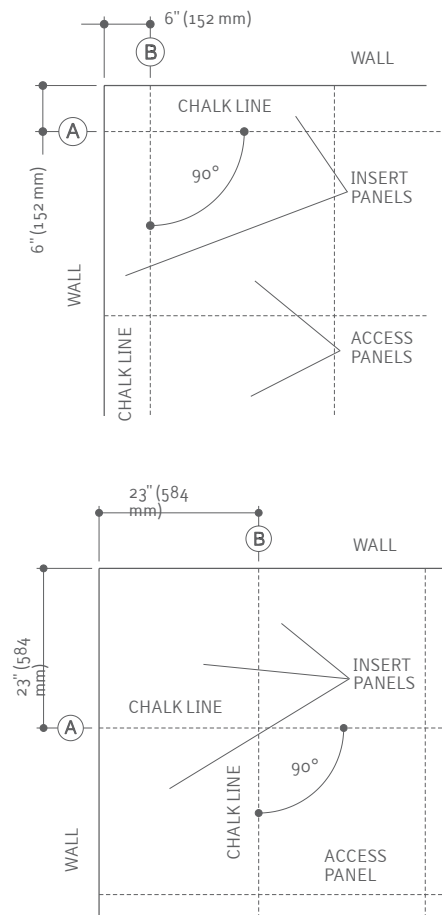 6" (152 mm)
B
WALL
CHALK LINE
A
90°
6" (152 mm)
INSERT
PANELS
WALL
ACCESS
PANELS
CHALK LINE
23" (584
mm)
B
WALL
23" (584
mm)
INSERT
PANELS
CHALK LINE
A
90°
CHALK LINE
WALL
ACCESS
PANEL